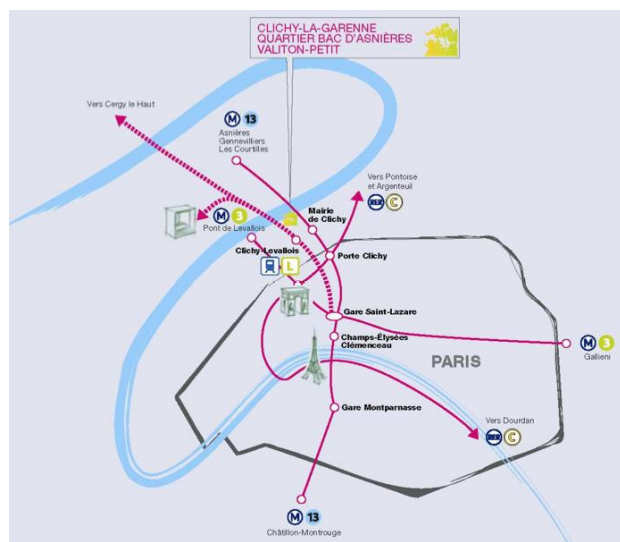 CLICHY-LA-GARENNE
QUARTIER BAC D'ASNIÈRES
VALITON-PETIT
Vers Cergy le Haut
M 13
Asnières
Gennevilliers
Les Courtilles
Vers Pontoise
et Argenteuil
RER C
M 3
Pont de Levallois
Mairie
de Clichy
Clichy-Levallois
L
Porte Clichy
Gare Saint-Lazare
Champs-Élysées
Clémenceau
PARIS
M 3
Gallieni
Gare Montparnasse
Vers Dourdan
RER C
M 13
Châtillon-Montrouge